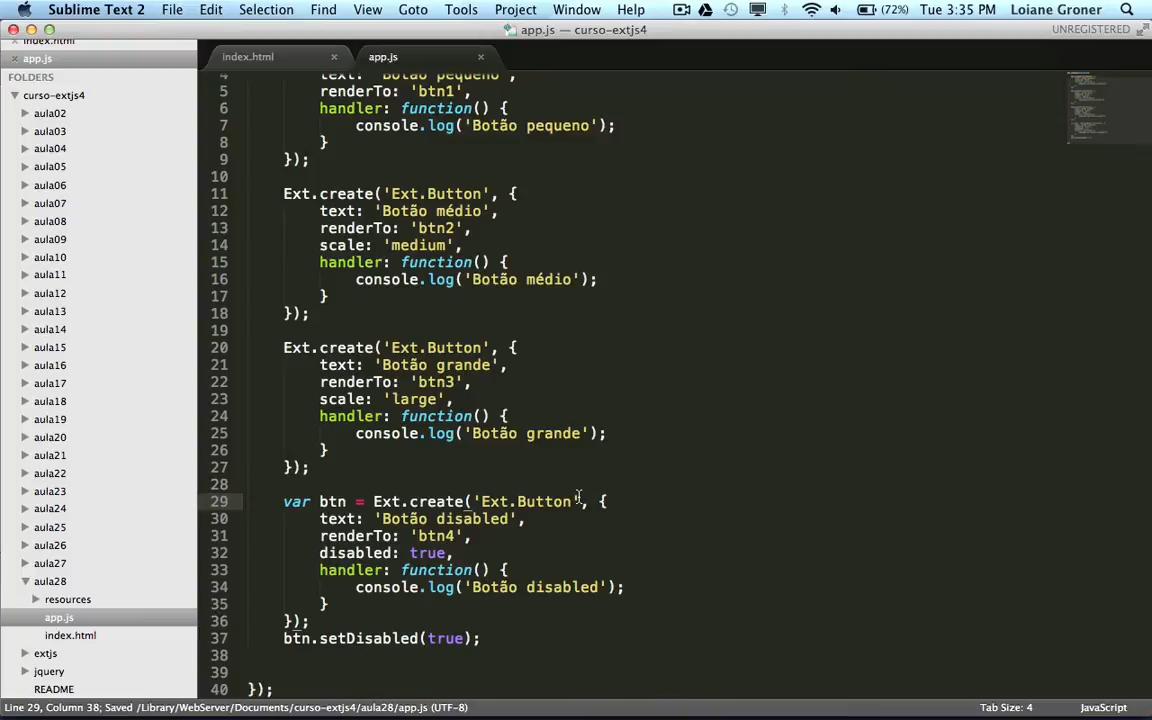 Sublime Text 2 File Edit Selection Find View Goto Tools Project Window Help (72%) Tue 3:35 PM Loiane Groner
app.js — curso-extjs4 UNREGISTERED
index.html
app.js
FOLDERS
curso-extjs4
aula02
aula03
aula04
aula05
aula06
aula07
aula08
aula09
aula10
aula11
aula12
aula13
aula14
aula15
aula16
aula17
aula18
aula19
aula20
aula21
aula22
aula23
aula24
aula25
aula26
aula27
aula28
resources
app.js
index.html
extjs
jquery
README
index.html × app.js ×
4 text: 'Botão pequeno',
5 renderTo: 'btn1',
6 handler: function() {
7 console.log('Botão pequeno');
8 }
9 });
10
11 Ext.create('Ext.Button', {
12 text: 'Botão médio',
13 renderTo: 'btn2',
14 scale: 'medium',
15 handler: function() {
16 console.log('Botão médio');
17 }
18 });
19
20 Ext.create('Ext.Button', {
21 text: 'Botão grande',
22 renderTo: 'btn3',
23 scale: 'large',
24 handler: function() {
25 console.log('Botão grande');
26 }
27 });
28
29 var btn = Ext.create('Ext.Button', {
30 text: 'Botão disabled',
31 renderTo: 'btn4',
32 disabled: true,
33 handler: function() {
34 console.log('Botão disabled');
35 }
36 });
37 btn.setDisabled(true);
38
39
40 });
Line 29, Column 38; Saved /Library/WebServer/Documents/curso-extjs4/aula28/app.js (UTF-8) Tab Size: 4 JavaScript